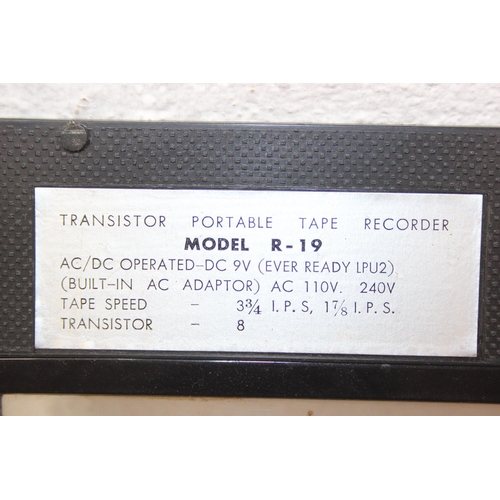 TRANSISTOR PORTABLE TAPE RECORDER
MODEL R-19
AC/DC OPERATED–DC 9V (EVER READY LPU2)
(BUILT-IN AC ADAPTOR) AC 110V. 240V
TAPE SPEED – 3¾ I.P.S, 1⅞ I.P.S.
TRANSISTOR – 8